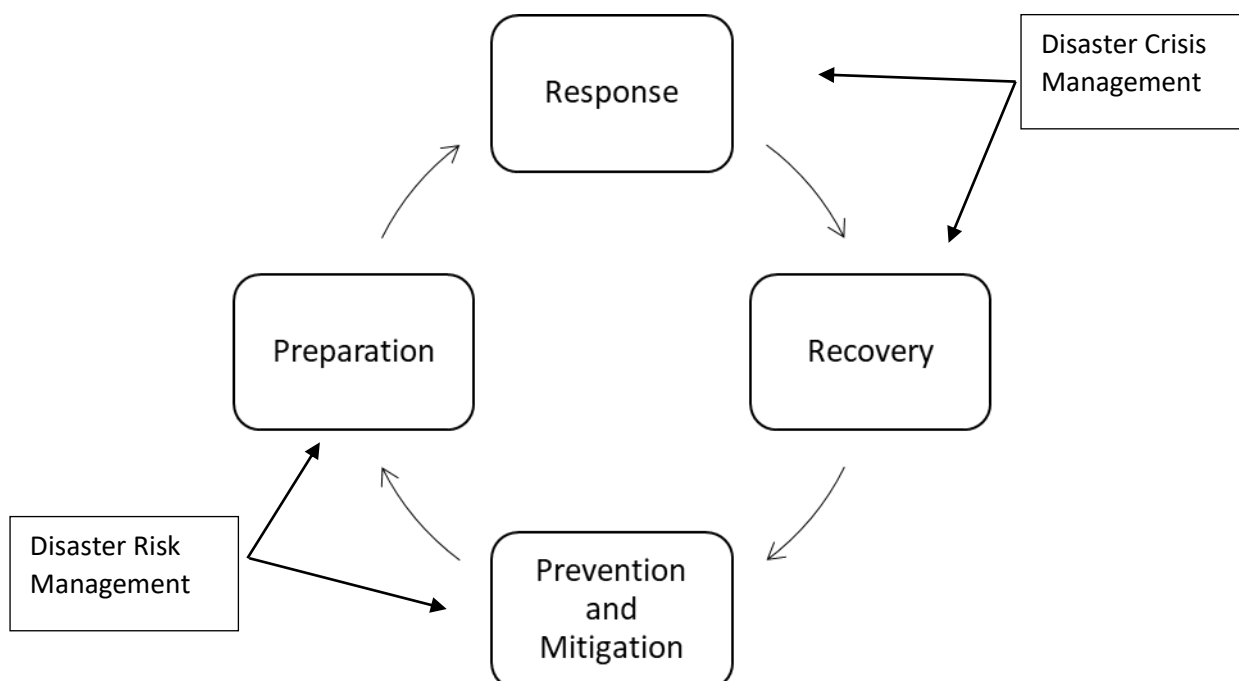 Response
Disaster Crisis
Management
Preparation
Recovery
Disaster Risk
Management
Prevention
and
Mitigation